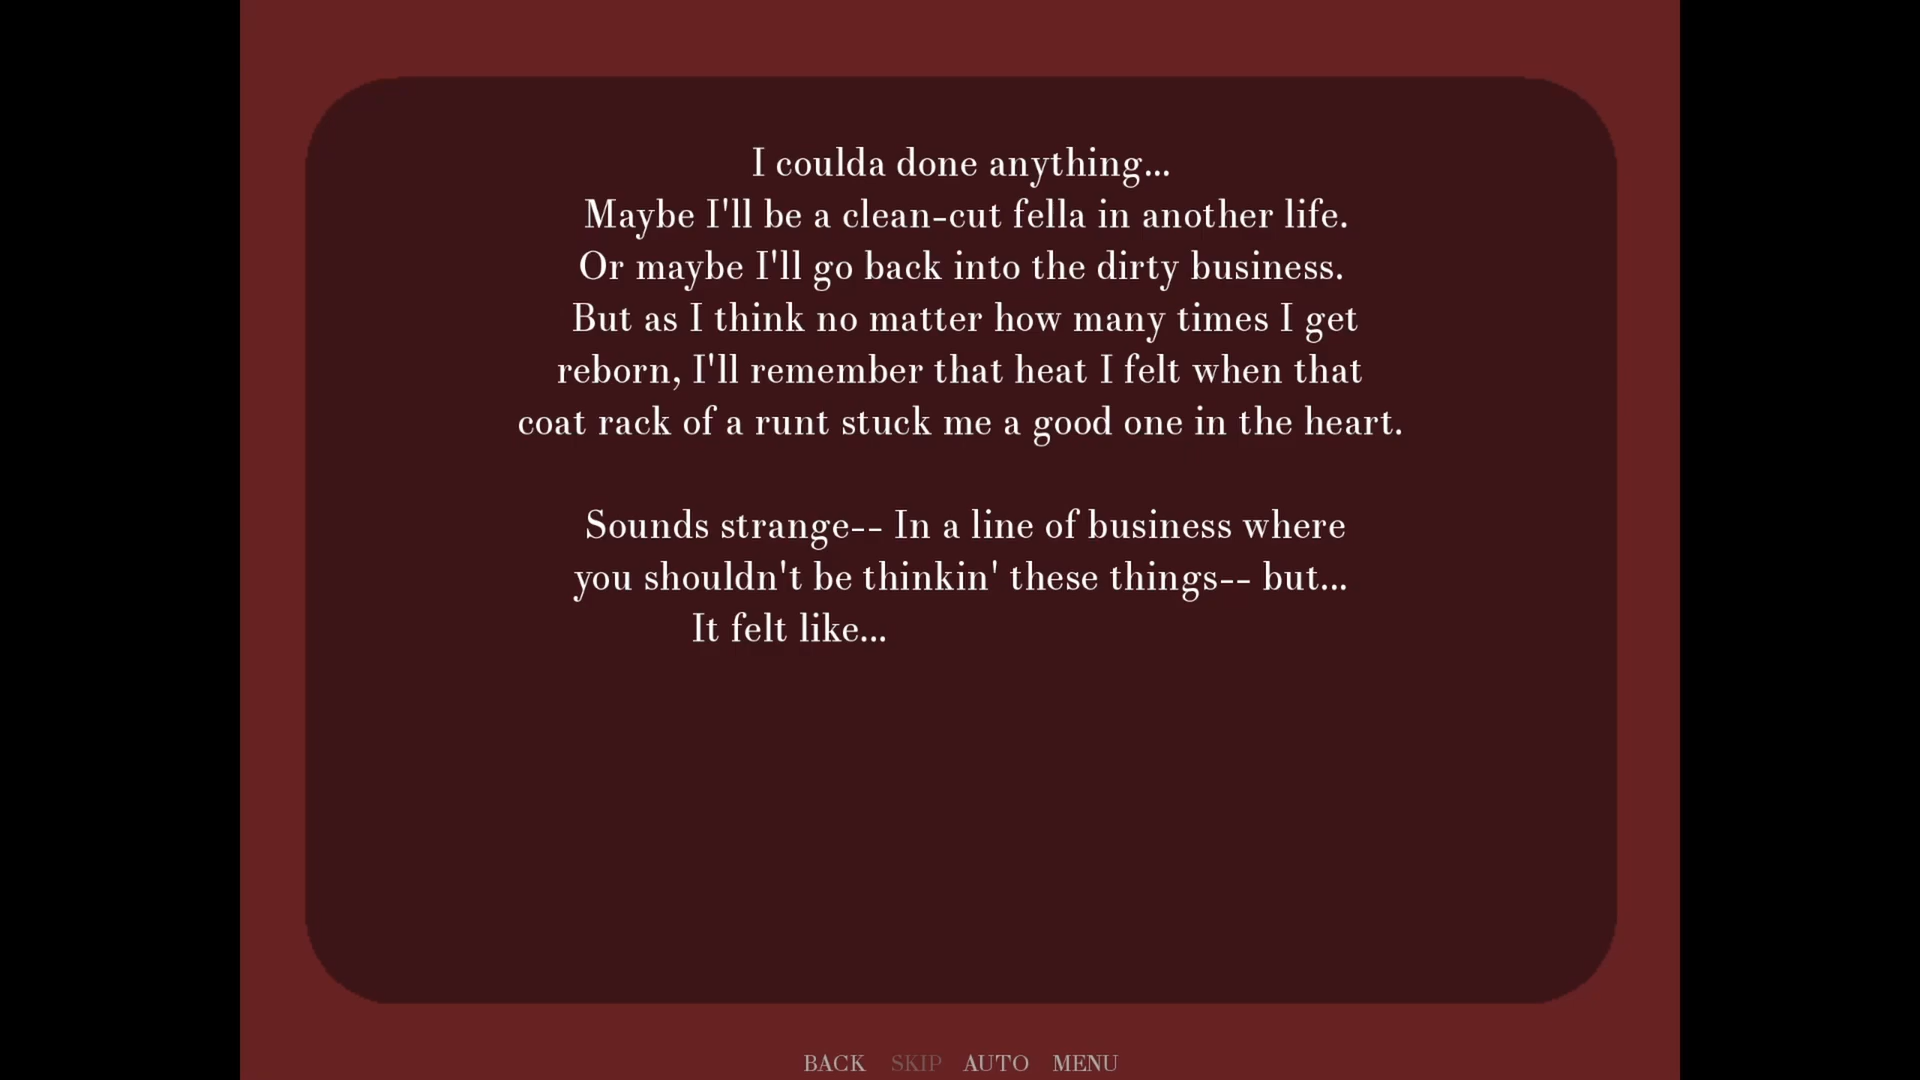 I coulda done anything...
Maybe I'll be a clean-cut fella in another life.
Or maybe I'll go back into the dirty business.
But as I think no matter how many times I get
reborn, I'll remember that heat I felt when that
coat rack of a runt stuck me a good one in the heart.
Sounds strange-- In a line of business where
you shouldn't be thinkin' these things-- but...
It felt like...
BACK SKIP AUTO MENU